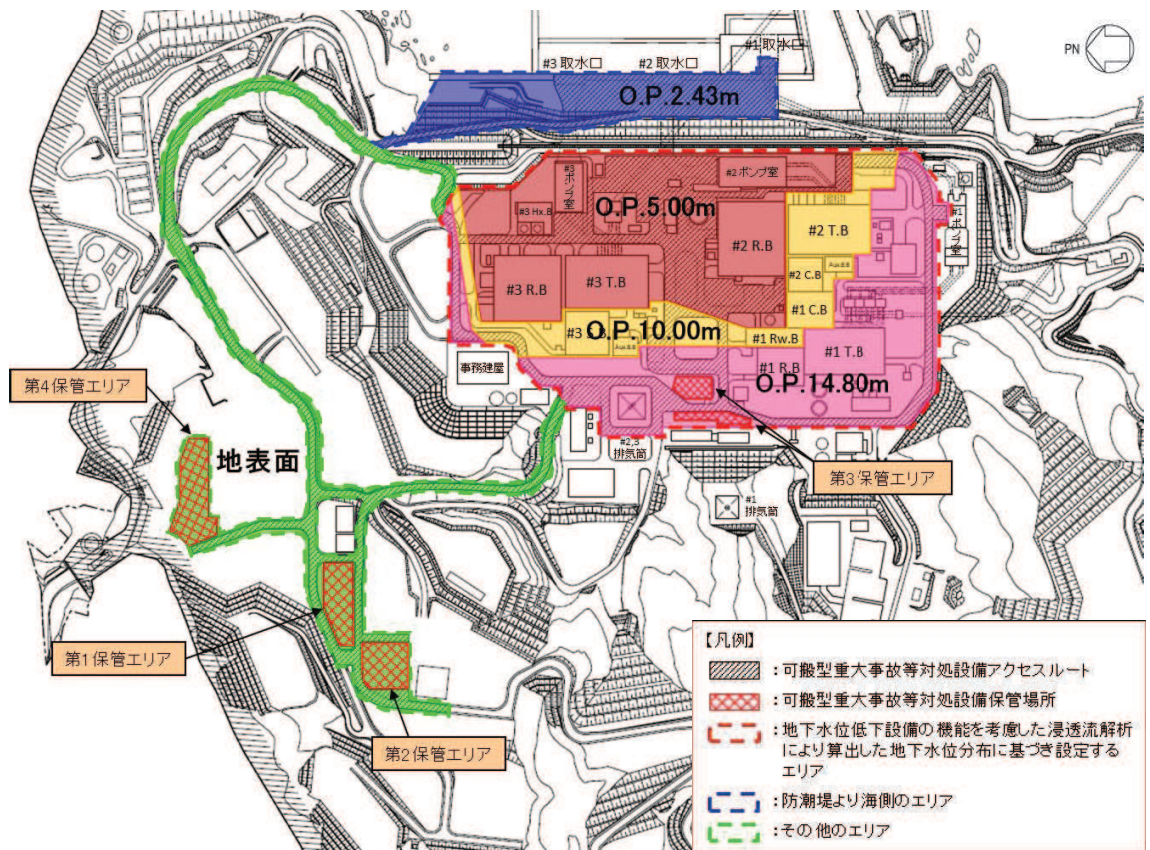 PN
#1 取水口
#3 取水口
#2 取水口
O.P.2.43m
#3
ポンプ
室
#2 ポンプ室
#3 Hx.B
O.P.5.00m
#1
ポンプ
室
#2 R.B
#2 T.B
#3 R.B
#3 T.B
#2 C.B
Aux.B.B
#1 C.B
O.P.10.00m
#1 Rw.B
#1 T.B
#1 R.B
事務建屋
O.P.14.80m
#2,3
排気筒
第4保管エリア
地表面
第3保管エリア
#1
排気筒
第1保管エリア
第2保管エリア
【凡例】
:可搬型重大事故等対処設備アクセスルート
:可搬型重大事故等対処設備保管場所
:地下水位低下設備の機能を考慮した浸透流解析
により算出した地下水位分布に基づき設定する
エリア
:防潮堤より海側のエリア
:その他のエリア